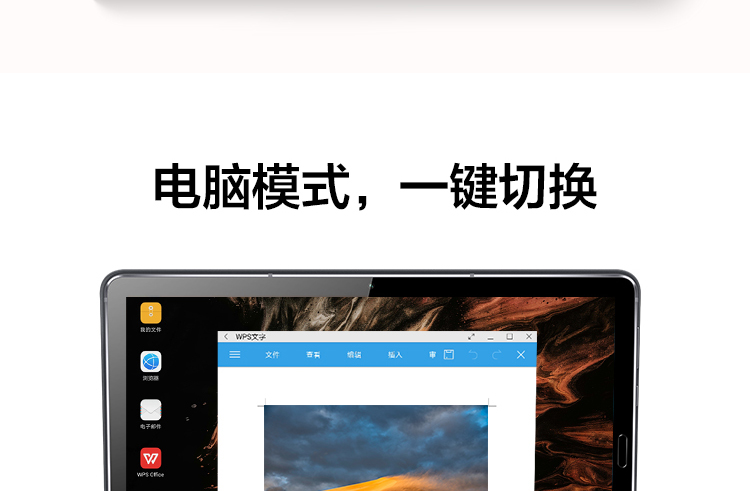 电脑模式，一键切换
WPS文字
文件 查看 编辑 插入 审
我的文件
浏览器
电子邮件
WPS Office